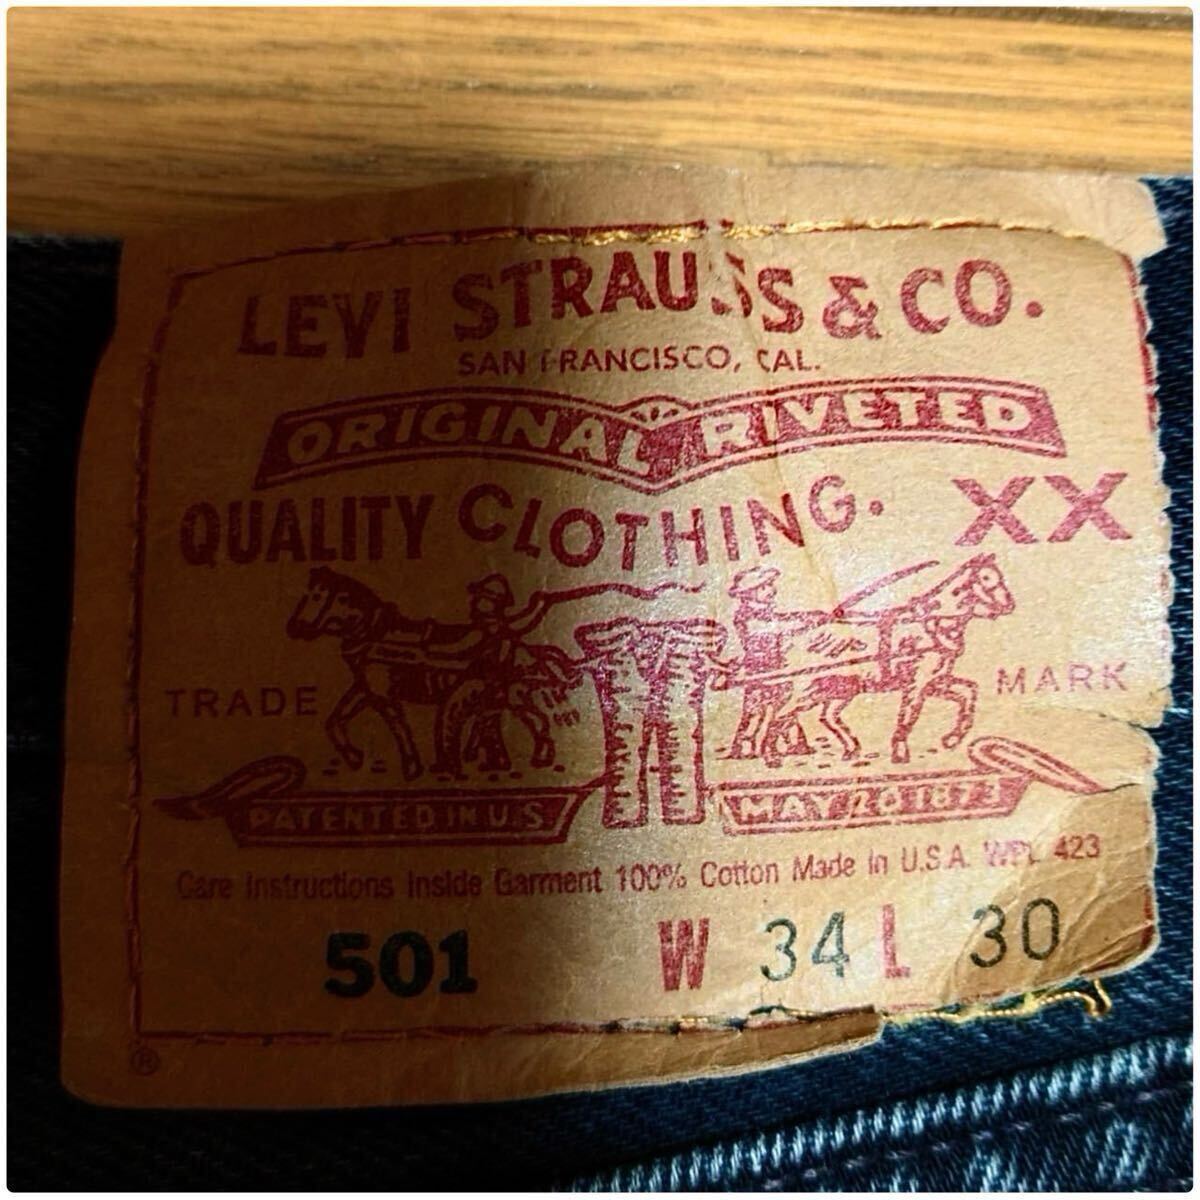 LEVI STRAUSS & CO.
SAN FRANCISCO, CAL.
ORIGINAL RIVETED
QUALITY CLOTHING. XX
TRADE MARK
PATENTED IN U.S. MAY 20 1873
Care Instructions Inside Garment 100% Cotton Made In U.S.A. WPL 423
501 W 34 L 30
®